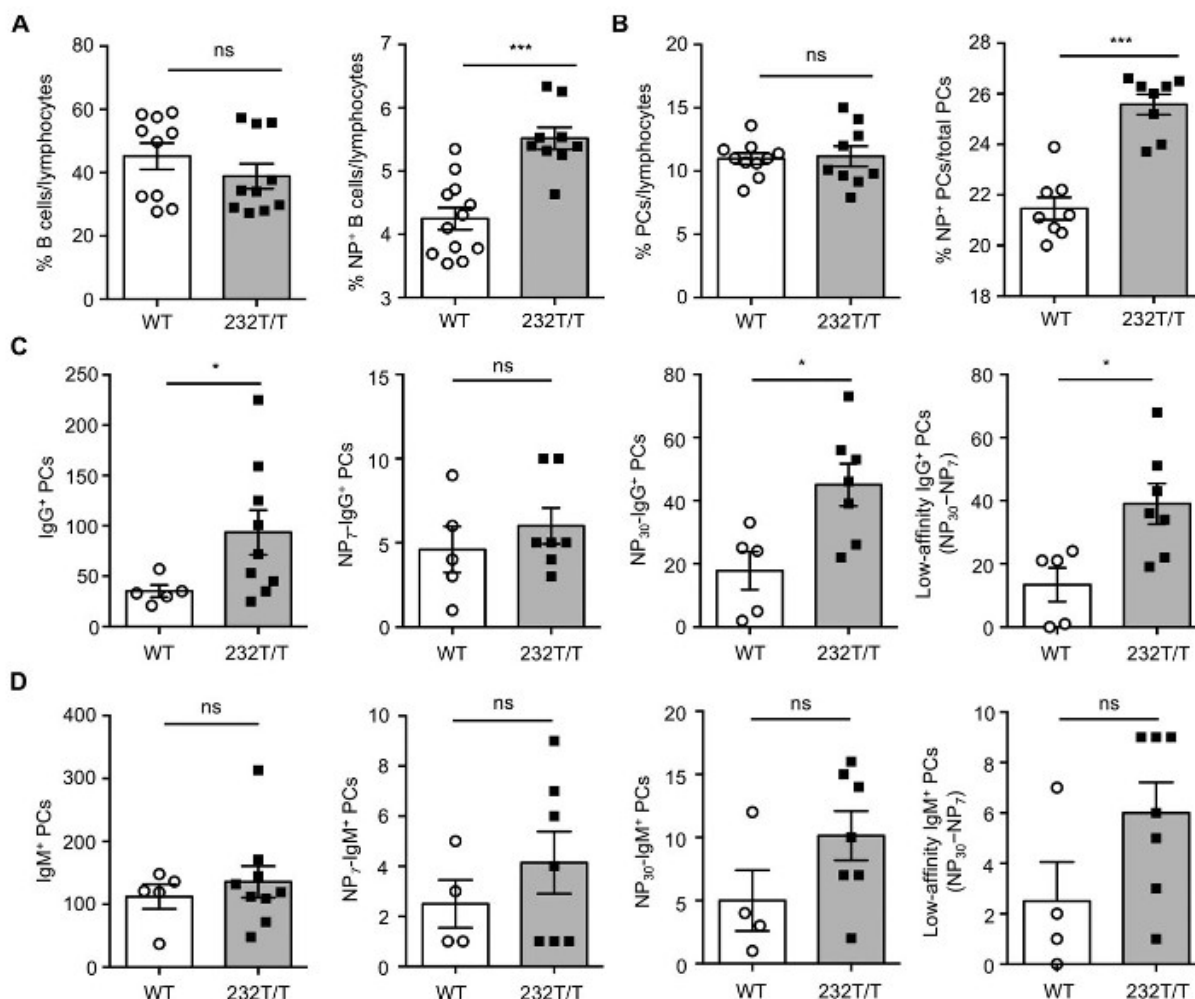 A
% B cells/lymphocytes
80
60
40
20
0
ns
WT
232T/T
% NP⁺ B cells/lymphocytes
7
6
5
4
3
***
WT
232T/T
B
% PCs/lymphocytes
20
15
10
5
0
ns
WT
232T/T
% NP⁺ PCs/total PCs
28
26
24
22
20
18
***
WT
232T/T
C
IgG⁺ PCs
250
200
150
100
50
0
*
WT
232T/T
NP₇-IgG⁺ PCs
15
10
5
0
ns
WT
232T/T
NP₃₀-IgG⁺ PCs
80
60
40
20
0
*
WT
232T/T
Low-affinity IgG⁺ PCs
(NP₃₀−NP₇)
80
60
40
20
0
*
WT
232T/T
D
IgM⁺ PCs
400
300
200
100
0
ns
WT
232T/T
NP₇-IgM⁺ PCs
10
8
6
4
2
0
ns
WT
232T/T
NP₃₀-IgM⁺ PCs
20
15
10
5
0
ns
WT
232T/T
Low-affinity IgM⁺ PCs
(NP₃₀−NP₇)
10
8
6
4
2
0
ns
WT
232T/T